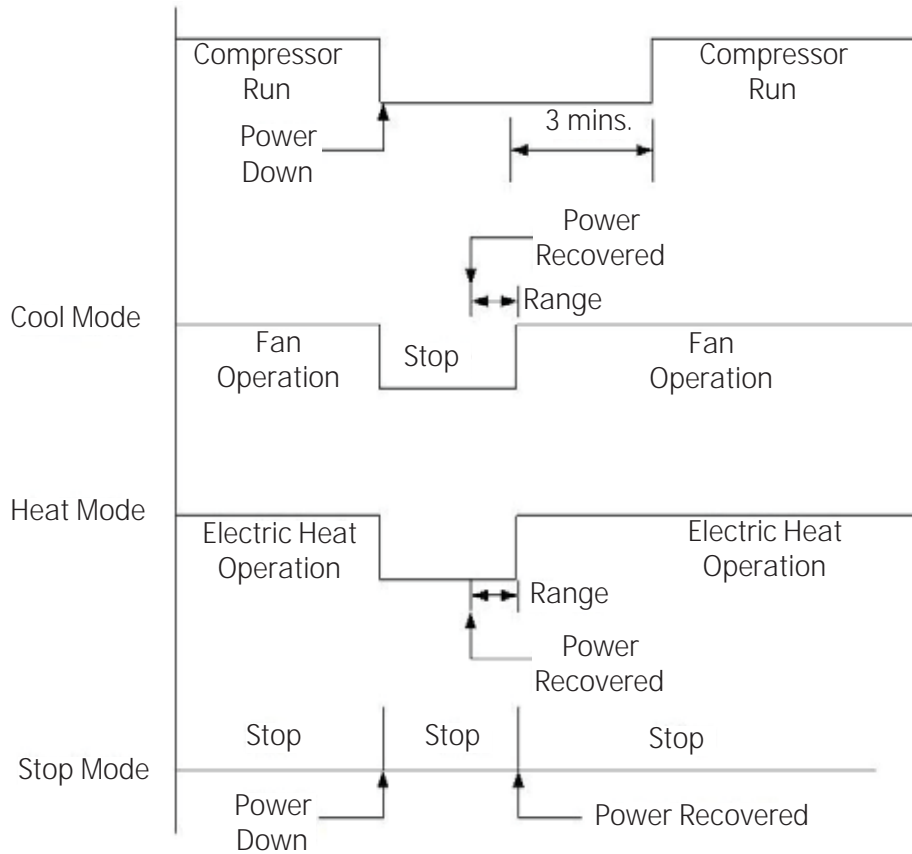 Compressor
Run
Compressor
Run
3 mins.
Power
Down
Power
Recovered
Range
Cool Mode
Fan
Operation
Stop
Fan
Operation
Heat Mode
Electric Heat
Operation
Electric Heat
Operation
Range
Power
Recovered
Stop
Stop
Stop
Stop Mode
Power
Down
Power Recovered